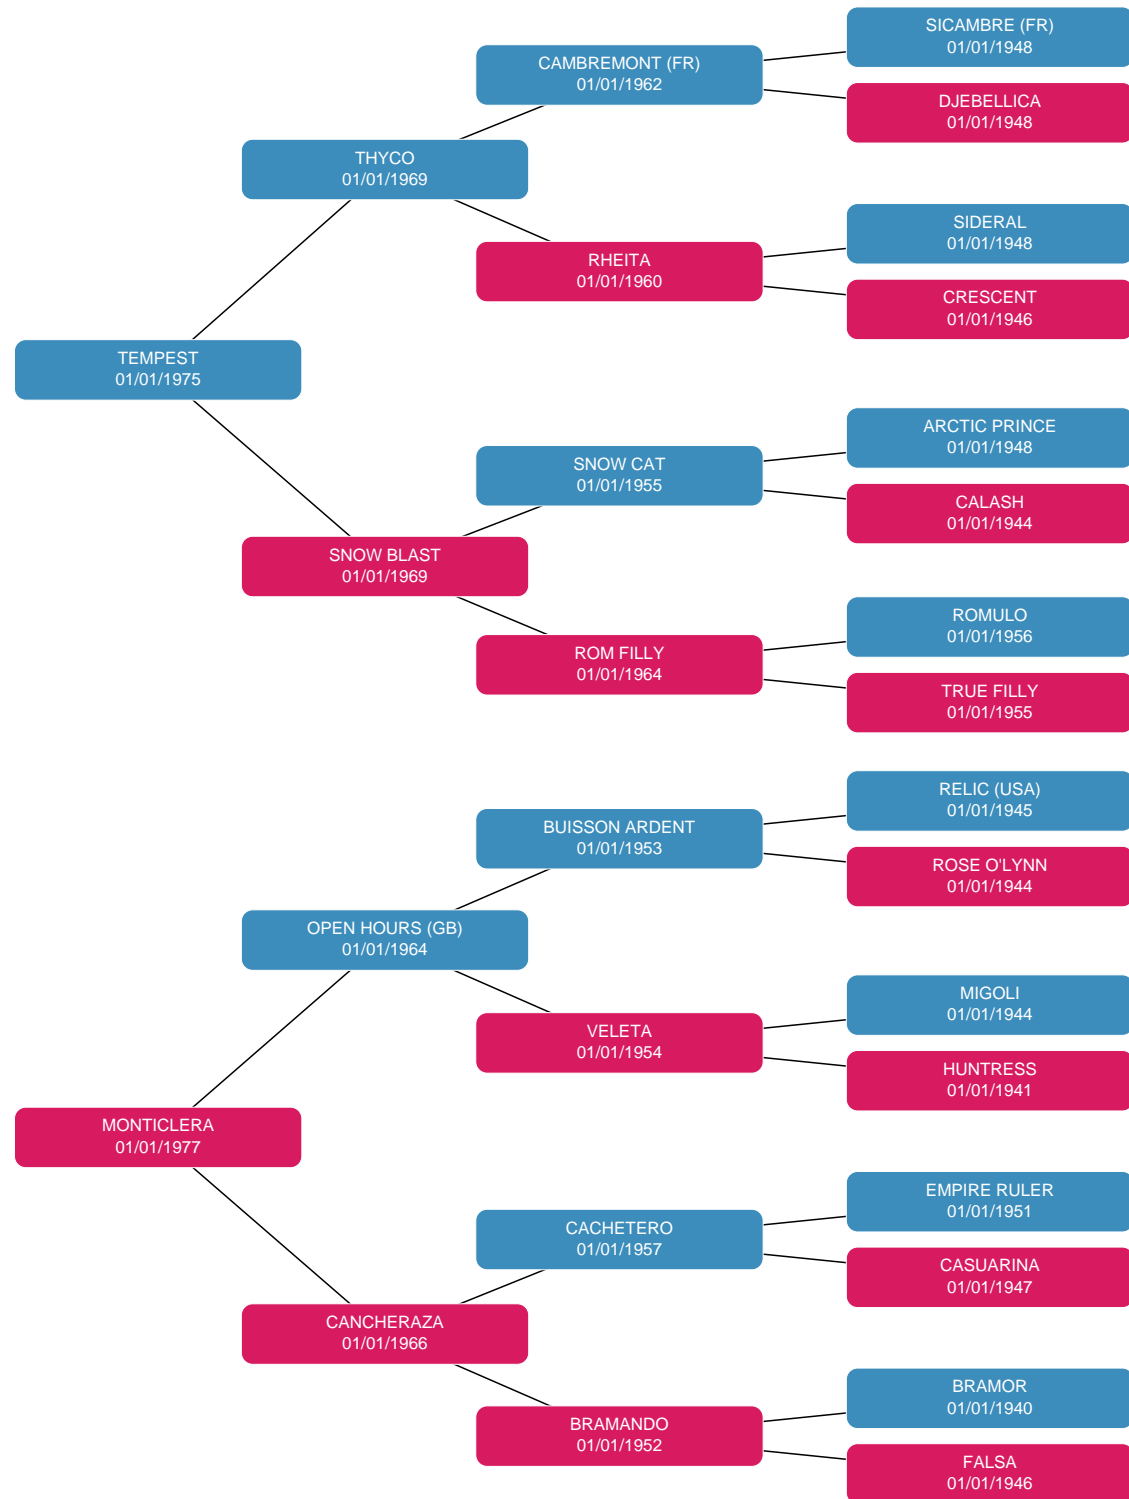 SICAMBRE (FR)
01/01/1948
CAMBREMONT (FR)
01/01/1962
DJEBELLICA
01/01/1948
THYCO
01/01/1969
SIDERAL
01/01/1948
RHEITA
01/01/1960
CRESCENT
01/01/1946
TEMPEST
01/01/1975
ARCTIC PRINCE
01/01/1948
SNOW CAT
01/01/1955
CALASH
01/01/1944
SNOW BLAST
01/01/1969
ROMULO
01/01/1956
ROM FILLY
01/01/1964
TRUE FILLY
01/01/1955
RELIC (USA)
01/01/1945
BUISSON ARDENT
01/01/1953
ROSE O'LYNN
01/01/1944
OPEN HOURS (GB)
01/01/1964
MIGOLI
01/01/1944
VELETA
01/01/1954
HUNTRESS
01/01/1941
MONTICLERA
01/01/1977
EMPIRE RULER
01/01/1951
CACHETERO
01/01/1957
CASUARINA
01/01/1947
CANCHERAZA
01/01/1966
BRAMOR
01/01/1940
BRAMANDO
01/01/1952
FALSA
01/01/1946